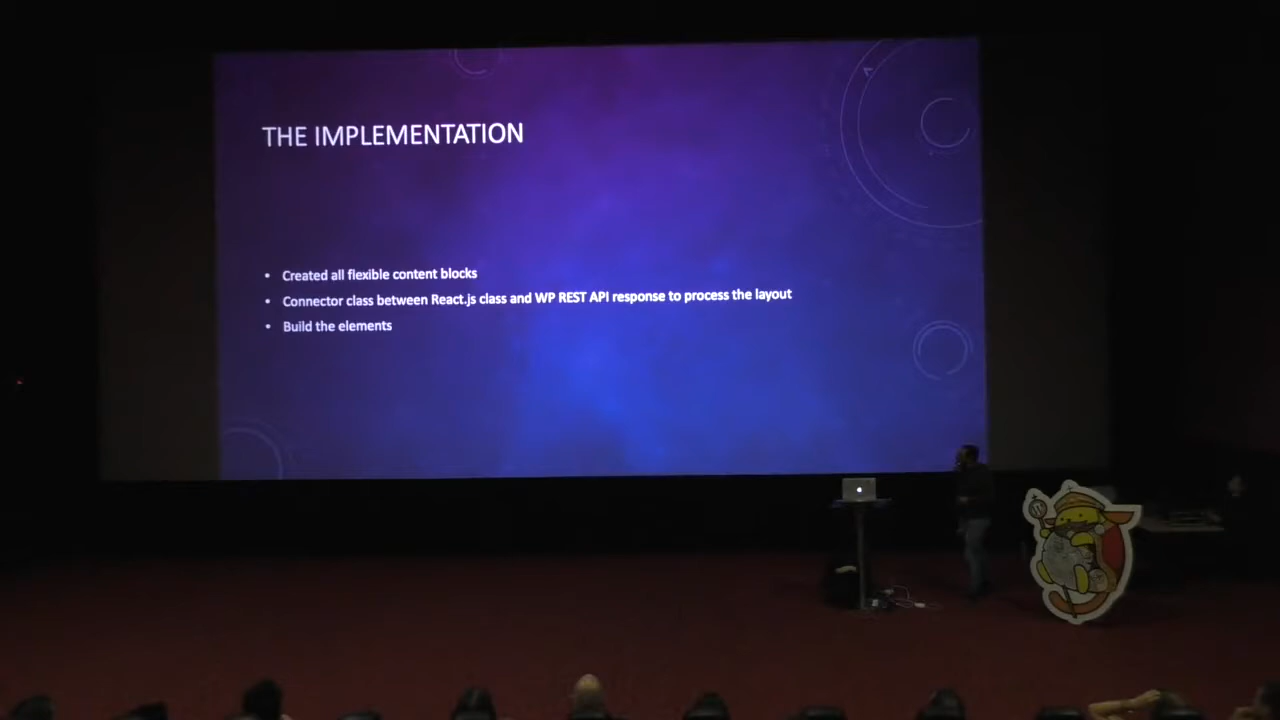 THE IMPLEMENTATION
• Created all flexible content blocks
• Connector class between React.js class and WP REST API response to process the layout
• Build the elements